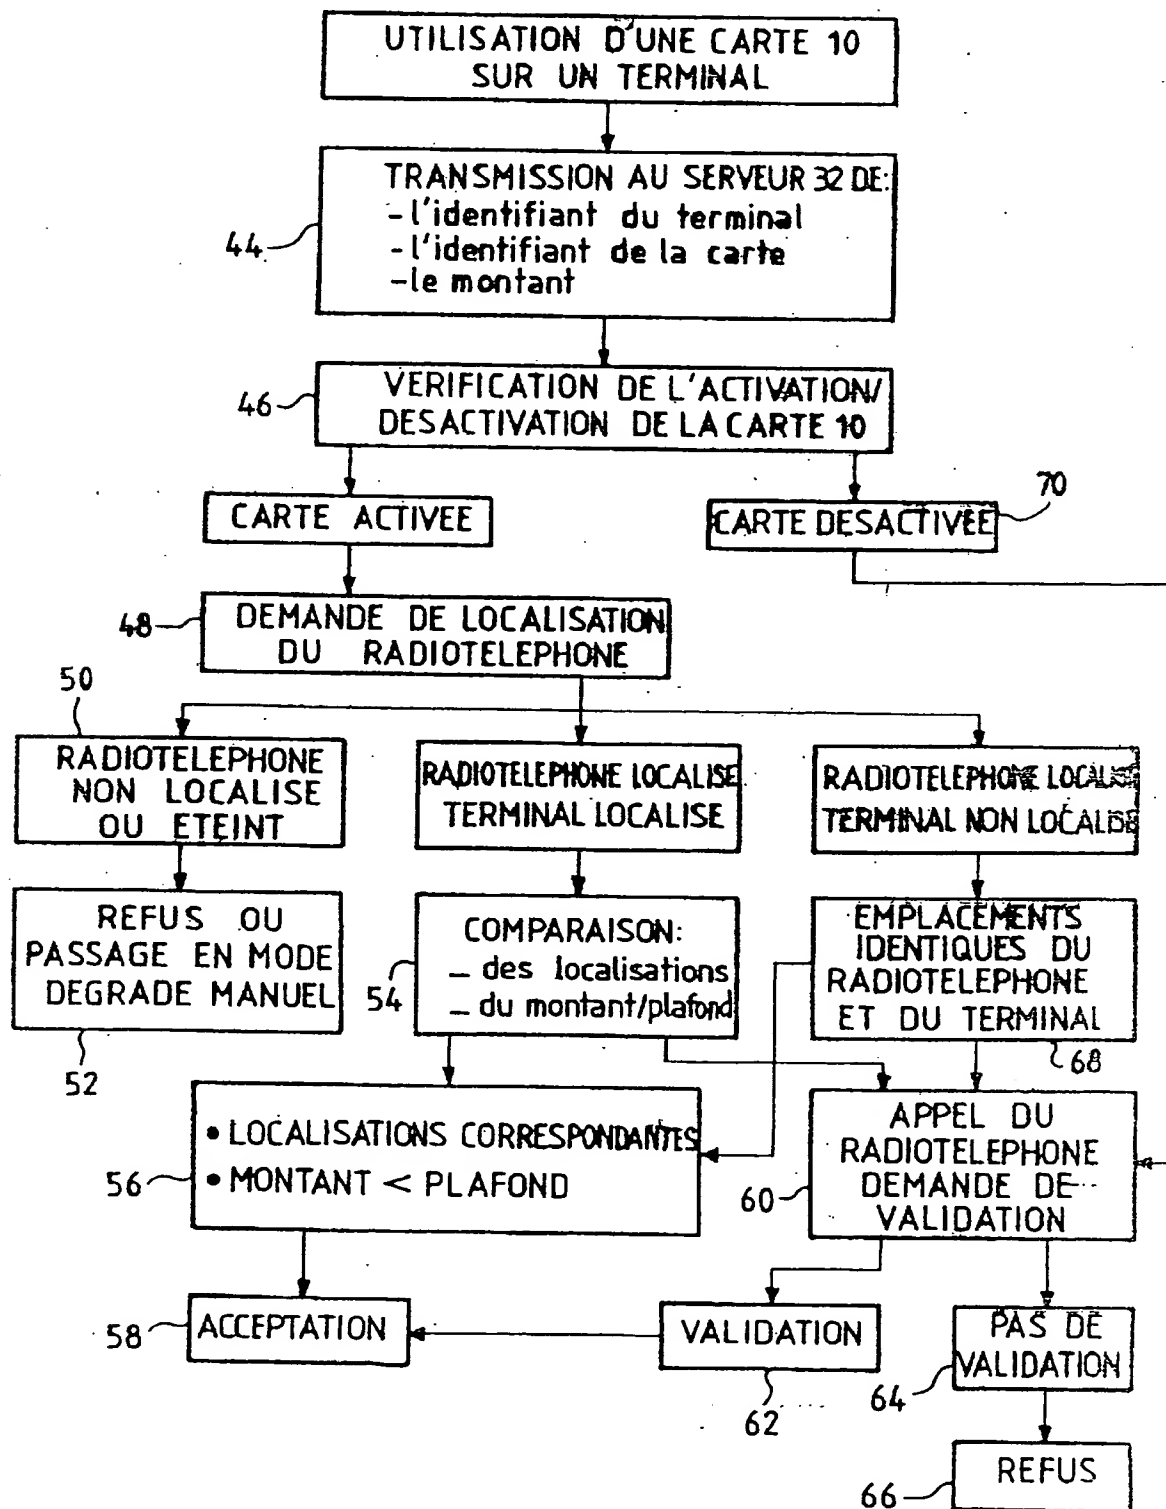 UTILISATION D'UNE CARTE 10
SUR UN TERMINAL
TRANSMISSION AU SERVEUR 32 DE:
- l'identifiant du terminal
- l'identifiant de la carte
- le montant
44
VERIFICATION DE L'ACTIVATION/
DESACTIVATION DE LA CARTE 10
46
CARTE ACTIVEE
CARTE DESACTIVEE
70
DEMANDE DE LOCALISATION
DU RADIOTELEPHONE
48
50
RADIOTELEPHONE
NON LOCALISE
OU ETEINT
RADIOTELEPHONE LOCALISE
TERMINAL LOCALISE
RADIOTELEPHONE LOCALISE
TERMINAL NON LOCALISE
REFUS OU
PASSAGE EN MODE
DEGRADE MANUEL
52
COMPARAISON:
- des localisations
- du montant/plafond
54
EMPLACEMENTS
IDENTIQUES DU
RADIOTELEPHONE
ET DU TERMINAL
68
• LOCALISATIONS CORRESPONDANTES
• MONTANT < PLAFOND
56
APPEL DU
RADIOTELEPHONE
DEMANDE DE
VALIDATION
60
58
ACCEPTATION
VALIDATION
62
PAS DE
VALIDATION
64
REFUS
66